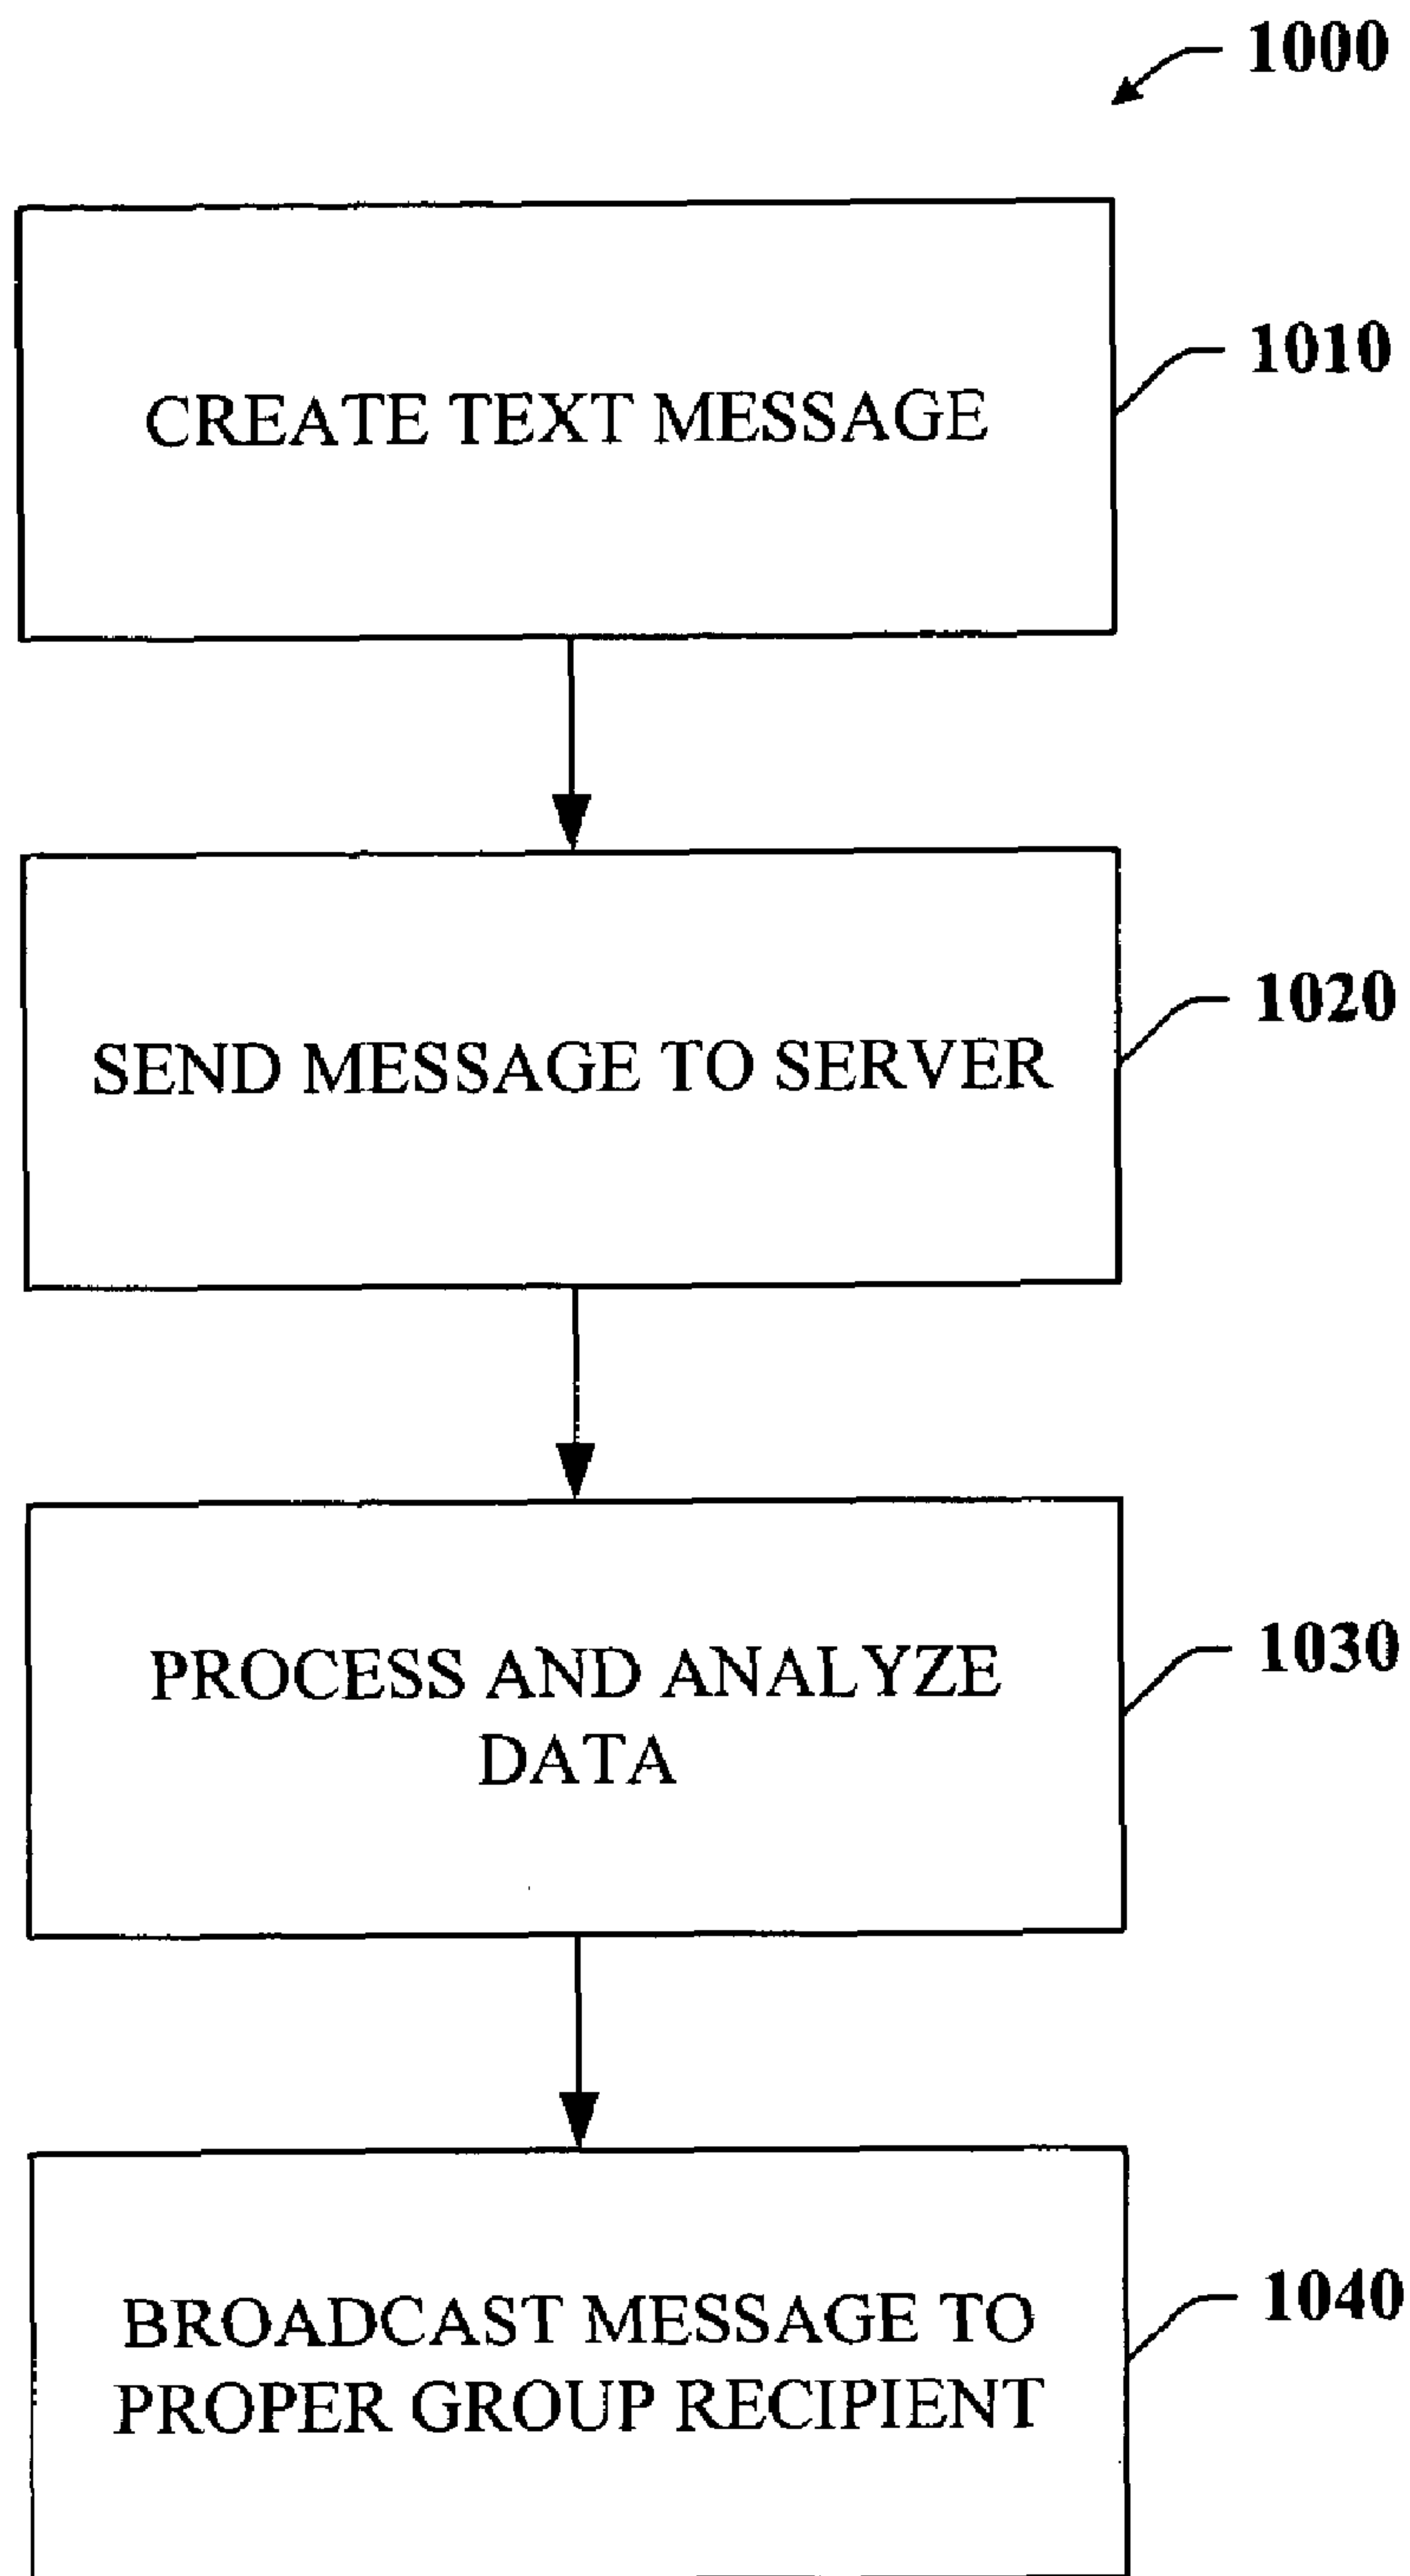 1000
CREATE TEXT MESSAGE
1010
SEND MESSAGE TO SERVER
1020
PROCESS AND ANALYZE
DATA
1030
BROADCAST MESSAGE TO
PROPER GROUP RECIPIENT
1040